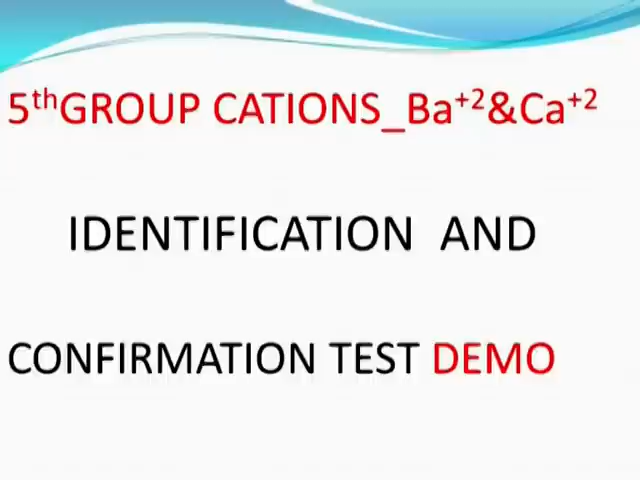 5thGROUP CATIONS_Ba+2&Ca+2
IDENTIFICATION AND
CONFIRMATION TEST DEMO